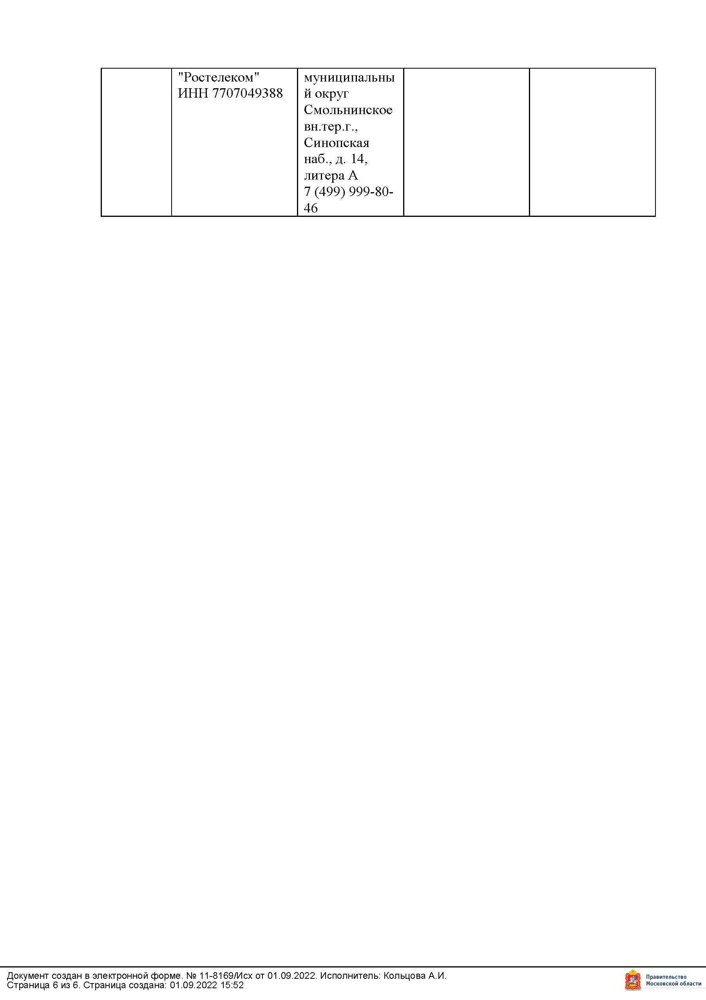 "Ростелеком"
ИНН 7707049388
муниципальны
й округ
Смольнинское
вн.тер.г.,
Синопская
наб., д. 14,
литера А
7 (499) 999-80-
46
Документ создан в электронной форме. № 11-8169/Исх от 01.09.2022. Исполнитель: Кольцова А.И.
Страница 6 из 6. Страница создана: 01.09.2022 15:52
Правительство
Московской области